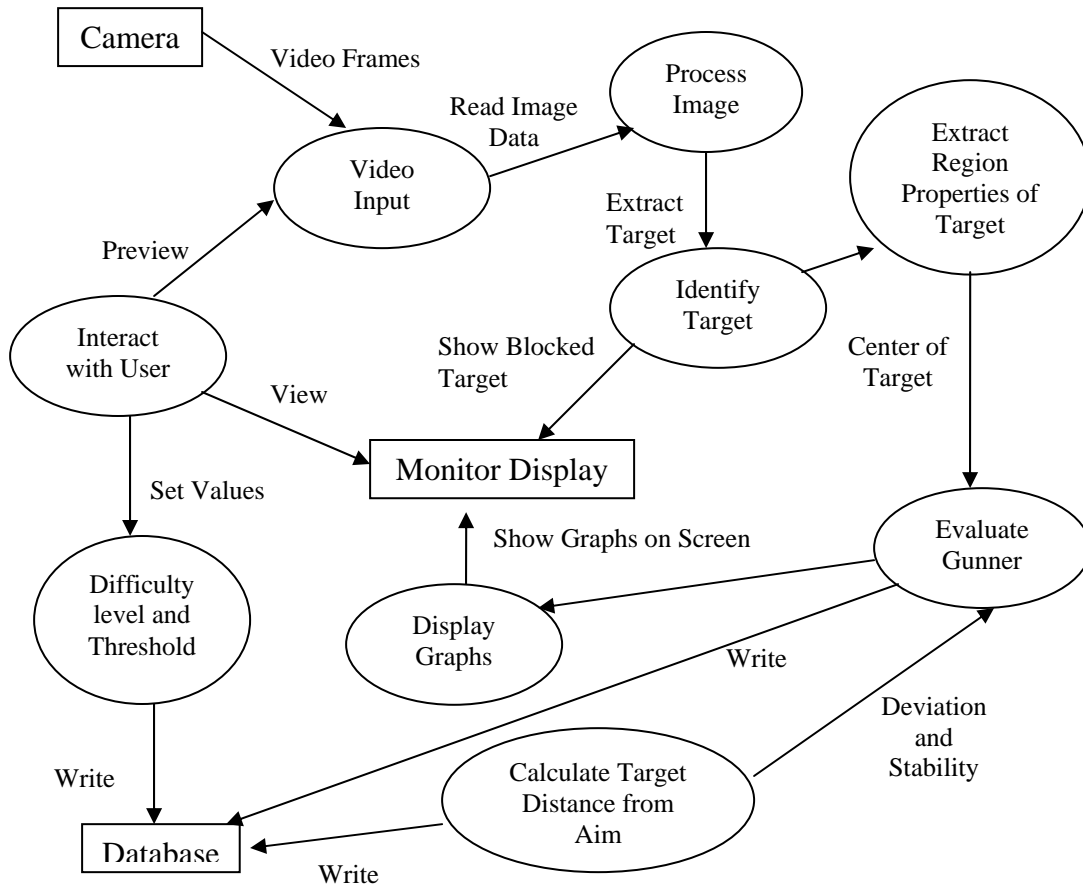 Camera
Video Frames
Process
Image
Read Image
Data
Extract
Region
Properties of
Target
Video
Input
Extract
Target
Preview
Identify
Target
Interact
with User
Show Blocked
Target
Center of
Target
View
Monitor Display
Set Values
Show Graphs on Screen
Evaluate
Gunner
Difficulty
level and
Threshold
Display
Graphs
Write
Deviation
and
Stability
Write
Calculate Target
Distance from
Aim
Database
Write